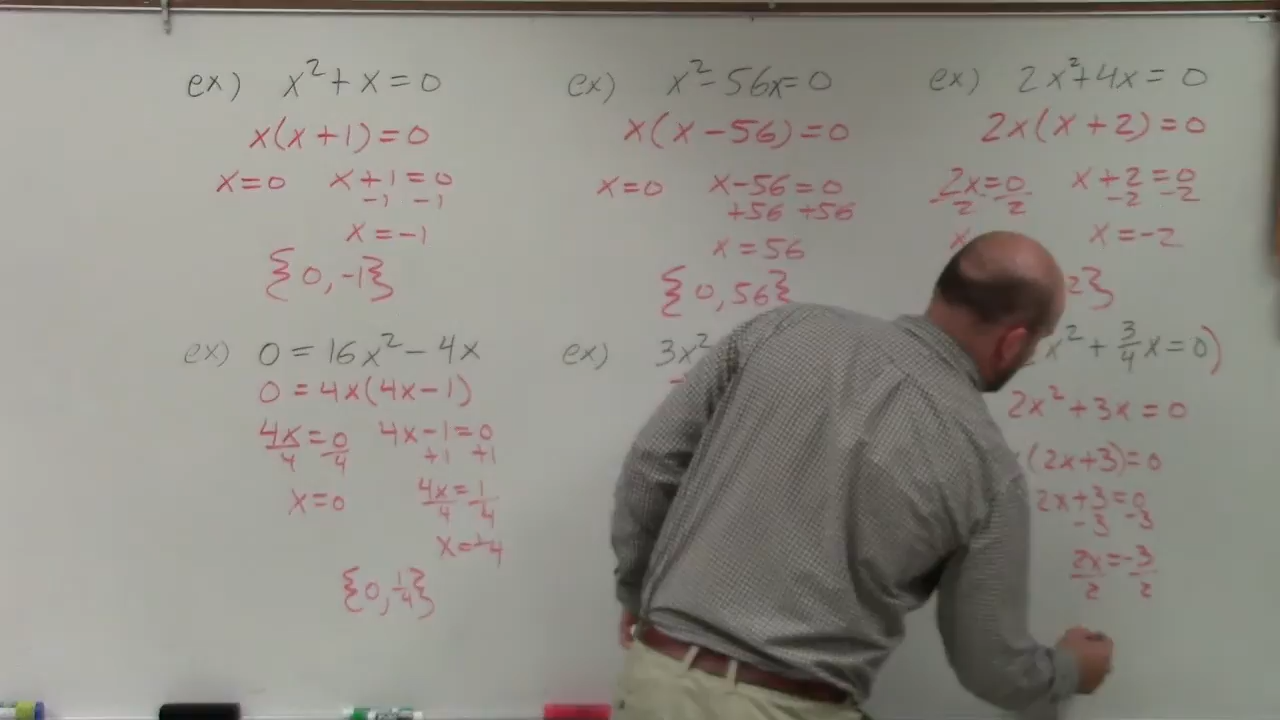 ex) x² + x = 0
x(x + 1) = 0
x = 0 x + 1 = 0
-1 -1
x = -1
{0, -1}
ex) x² - 56x = 0
x(x - 56) = 0
x = 0 x - 56 = 0
+56 +56
x = 56
{0, 56}
ex) 2x² + 4x = 0
2x(x + 2) = 0
2x = 0 x + 2 = 0
2 2 -2 -2
x x = -2
2}
ex) 0 = 16x² - 4x
0 = 4x(4x - 1)
4x = 0 4x - 1 = 0
4 4 +1 +1
x = 0 4x = 1
4 4
x = 1/4
{0, 1/4}
ex) 3x²
x² + 3/4 x = 0)
2x² + 3x = 0
(2x + 3) = 0
2x + 3 = 0
-3 -3
2x = -3
2 2